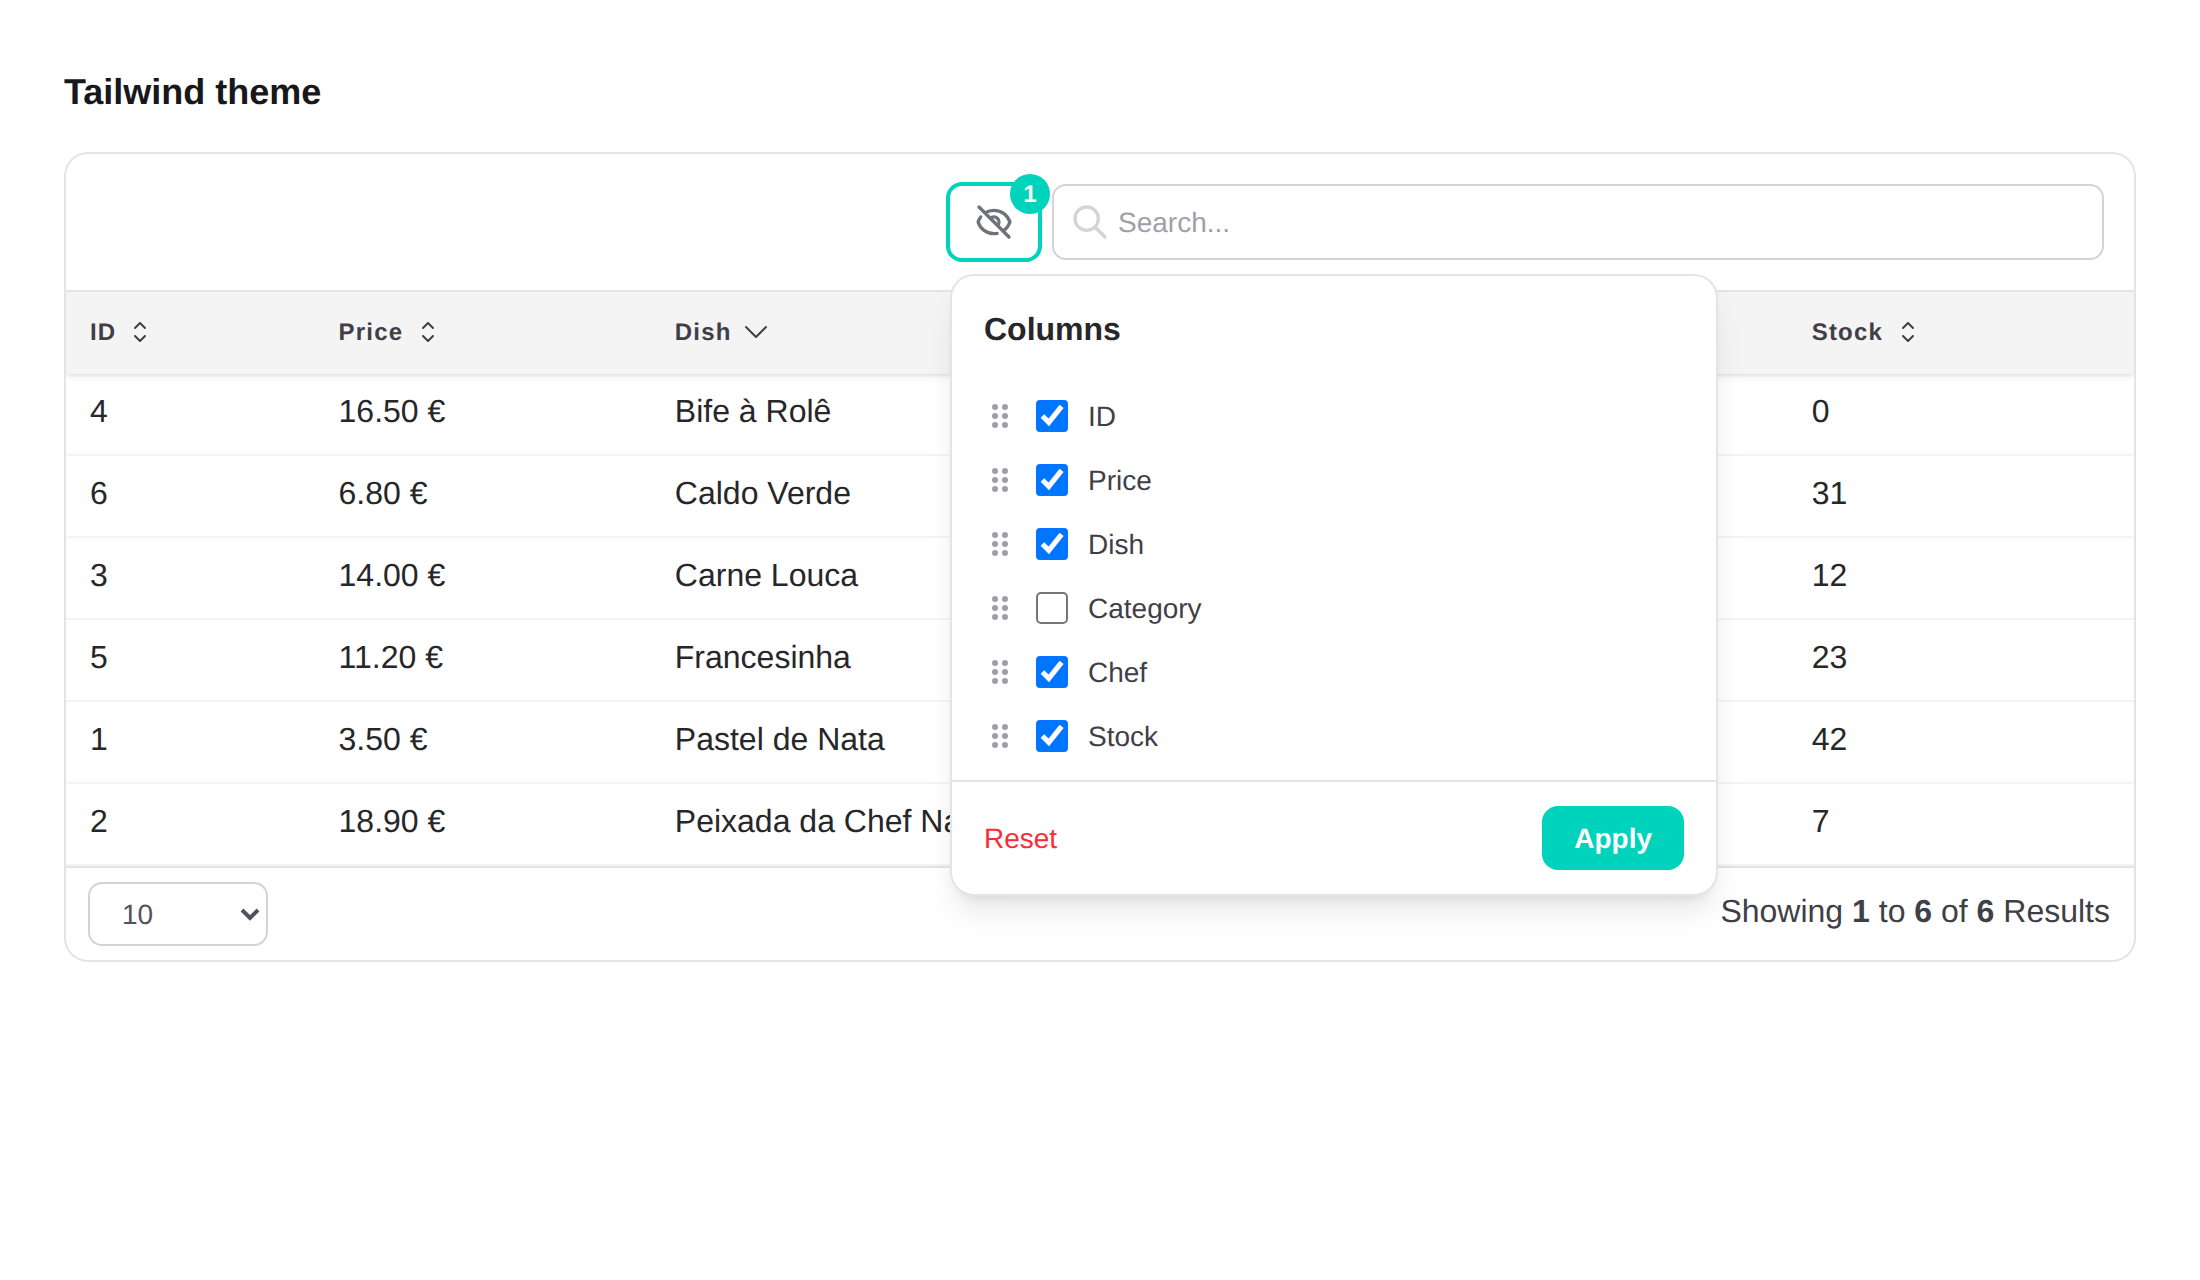 Tailwind theme
1
Search...
ID Price Dish Stock
4 16.50 € Bife à Rolê 0
6 6.80 € Caldo Verde 31
3 14.00 € Carne Louca 12
5 11.20 € Francesinha 23
1 3.50 € Pastel de Nata 42
2 18.90 € Peixada da Chef 7
Columns
ID
Price
Dish
Category
Chef
Stock
Reset Apply
10
Showing 1 to 6 of 6 Results